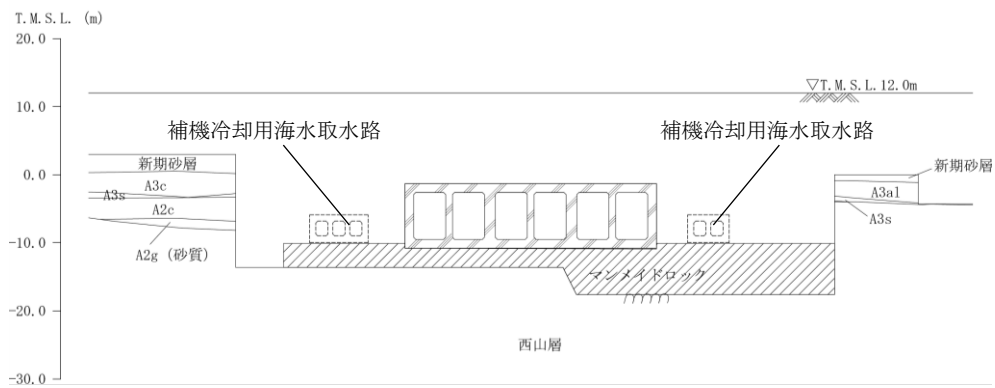 T.M.S.L. (m)
20.0
10.0
0.0
-10.0
-20.0
-30.0
▽T.M.S.L.12.0m
補機冷却用海水取水路
補機冷却用海水取水路
新期砂層
A3c
A3s
A2c
A2g (砂質)
新期砂層
A3a1
A3s
マンメイドロック
西山層